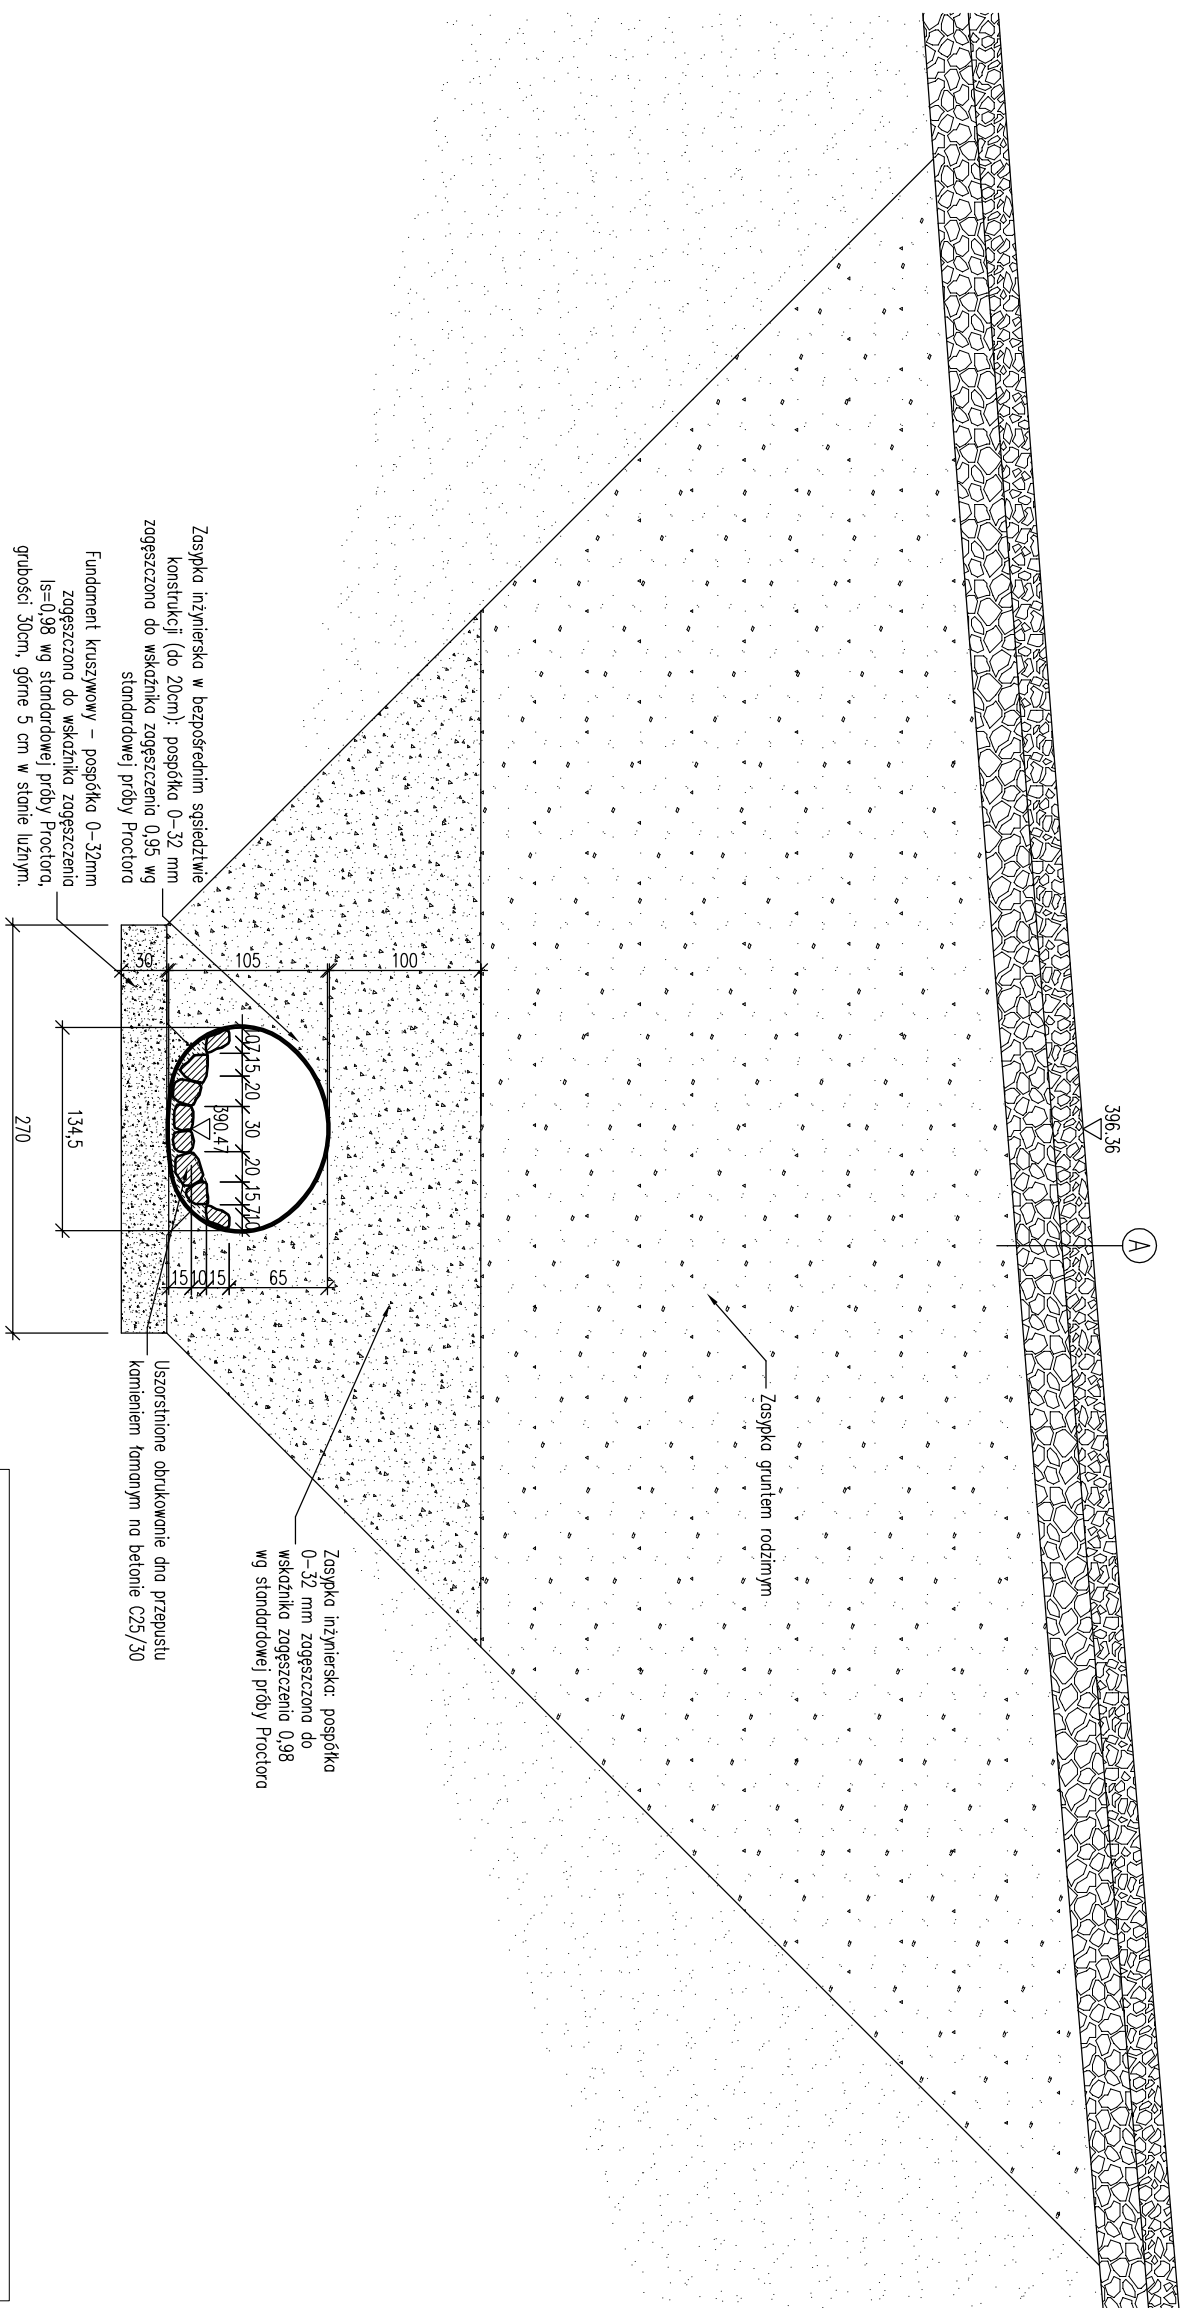 396.36
A
Zasypka gruntem rodzimym
Zasypka inżynierska: pospółka
0-32 mm zagęszczona do
wskaźnika zagęszczenia 0,98
wg standardowej próby Proctora
Zasypka inżynierska w bezpośrednim sąsiedztwie
konstrukcji (do 20cm): pospółka 0-32 mm
zagęszczona do wskaźnika zagęszczenia 0,95 wg
standardowej próby Proctora
Fundament kruszywowy - pospółka 0-32mm
zagęszczona do wskaźnika zagęszczenia
Is=0,98 wg standardowej próby Proctora,
grubości 30cm, górne 5 cm w stanie luźnym.
Uszorstnione obrukowanie dna przepustu
kamieniem łamanym na betonie C25/30
100
105
30
65
15
10
15
15
20
30
20
15
7
10
390.47
134,5
270